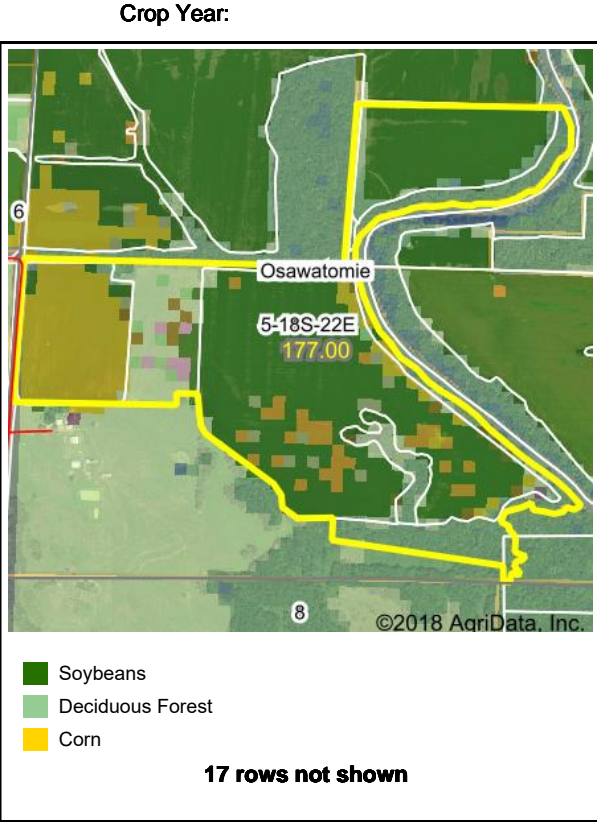 Crop Year:
6
Osawatomie
5-18S-22E
177.00
8
©2018 AgriData, Inc.
Soybeans
Deciduous Forest
Corn
17 rows not shown